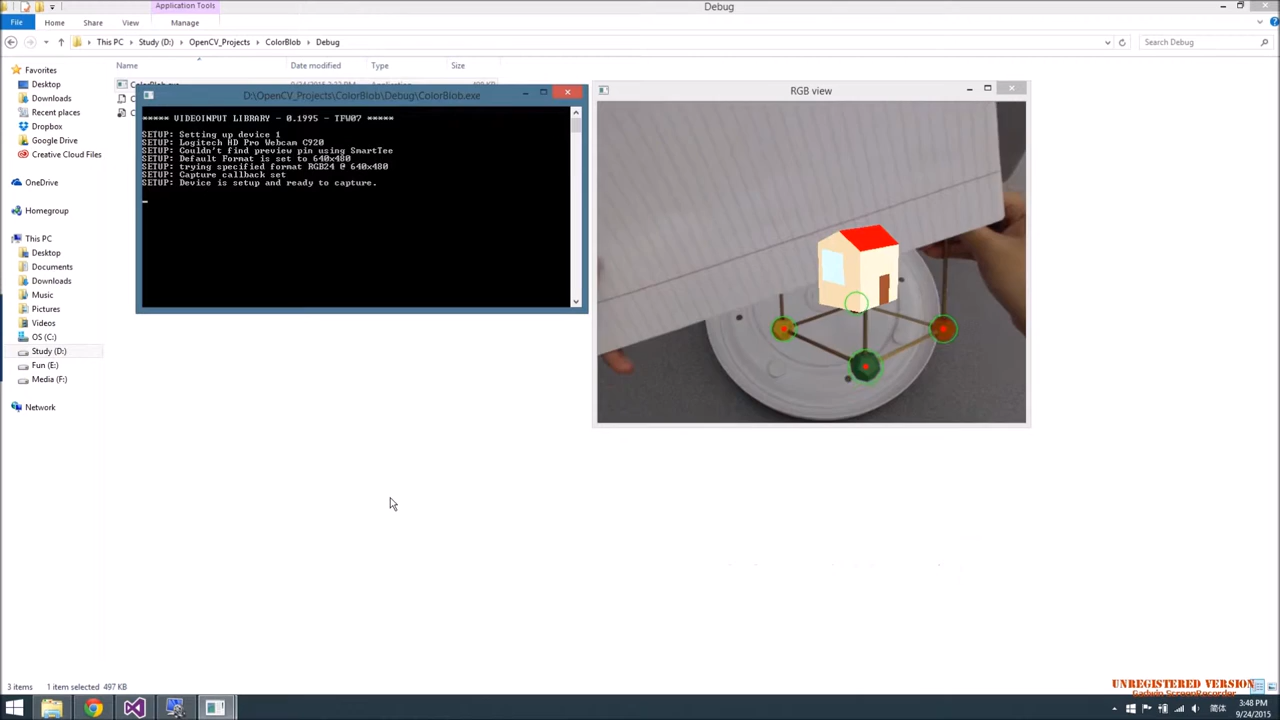 Application Tools
Debug
File
Home
Share
View
Manage
This PC
Study (D:)
OpenCV_Projects
ColorBlob
Debug
Search Debug
Name
Date modified
Type
Size
Favorites
Desktop
Downloads
Recent places
Dropbox
Google Drive
Creative Cloud Files
OneDrive
Homegroup
This PC
Desktop
Documents
Downloads
Music
Pictures
Videos
OS (C:)
Study (D:)
Fun (E:)
Media (F:)
Network
D:\OpenCV_Projects\ColorBlob\Debug\ColorBlob.exe
***** VIDEOINPUT LIBRARY - 0.1995 - TFW07 *****
SETUP: Setting up device 1
SETUP: Logitech HD Pro Webcam C920
SETUP: Couldn't find preview pin using SmartTee
SETUP: Default Format is set to 640x480
SETUP: trying specified format RGB24 @ 640x480
SETUP: Capture callback set
SETUP: Device is setup and ready to capture.
RGB view
3 items
1 item selected 497 KB
UNREGISTERED VERSION
Gadwin ScreenRecorder
简体
3:48 PM
9/24/2015